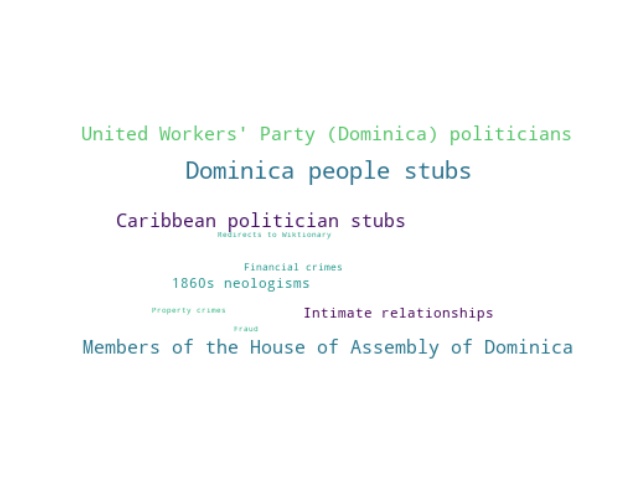 United Workers' Party (Dominica) politicians
Dominica people stubs
Caribbean politician stubs
Redirects to Wiktionary
Financial crimes
1860s neologisms
Property crimes
Intimate relationships
Fraud
Members of the House of Assembly of Dominica